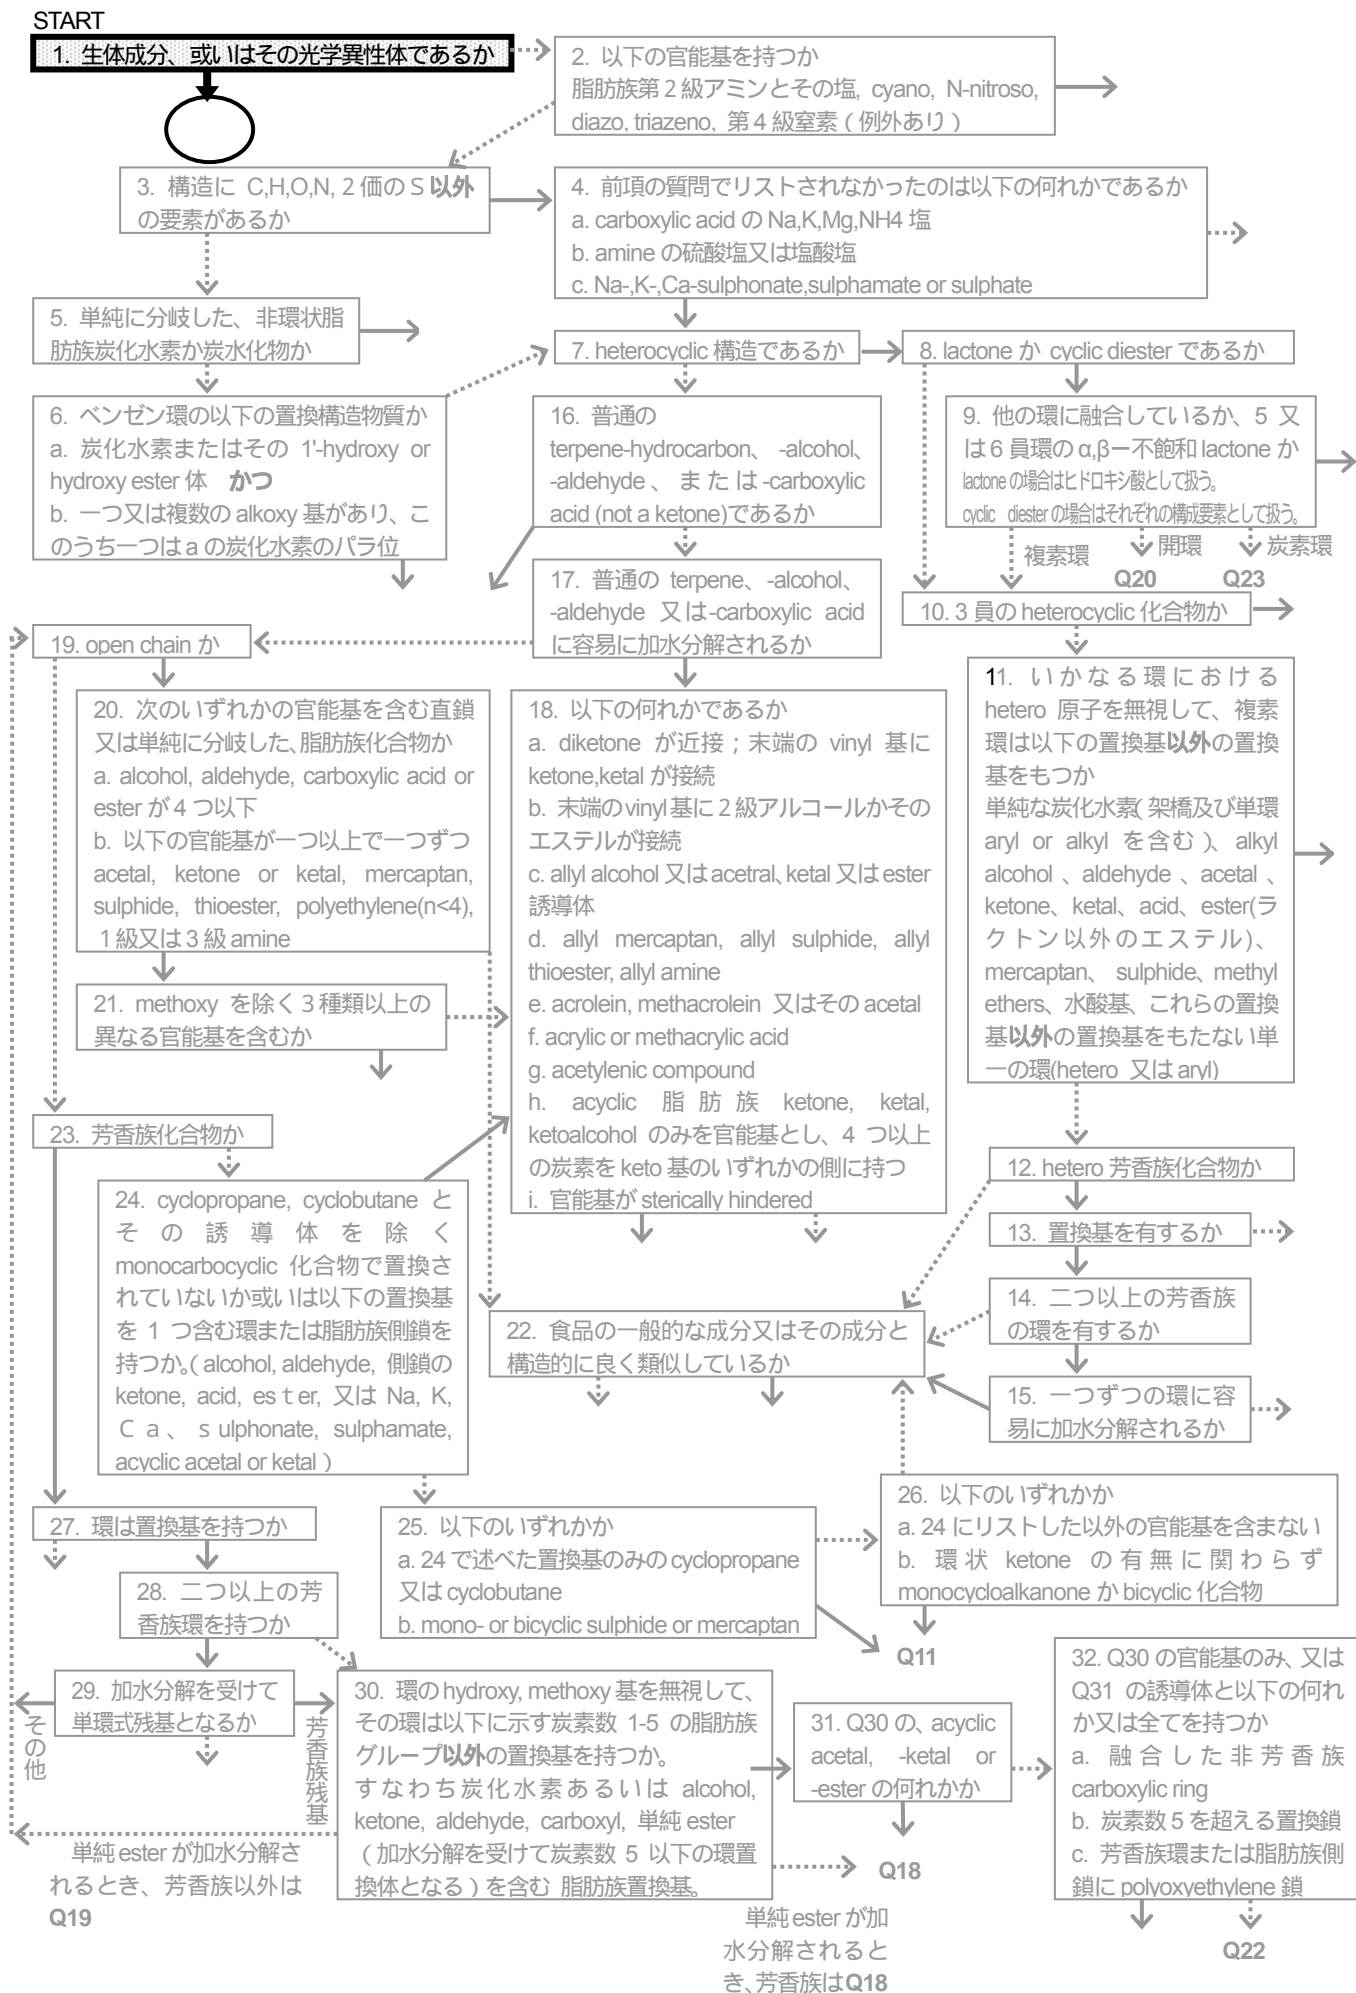 START
1. 生体成分、或いはその光学異性体であるか
2. 以下の官能基を持つか
脂肪族第2級アミンとその塩, cyano, N-nitroso,
diazo, triazeno, 第4級窒素（例外あり）
3. 構造に C,H,O,N, 2価のS以外
の要素があるか
4. 前項の質問でリストされなかったのは以下の何れかであるか
a. carboxylic acid の Na,K,Mg,NH4 塩
b. amine の硫酸塩又は塩酸塩
c. Na-,K-,Ca-sulphonate,sulphamate or sulphate
5. 単純に分岐した、非環状脂
肪族炭化水素か炭水化物か
7. heterocyclic 構造であるか
8. lactone か cyclic diester であるか
6. ベンゼン環の以下の置換構造物質か
a. 炭化水素またはその 1'-hydroxy or
hydroxy ester 体 かつ
b. 一つ又は複数の alkoxy 基があり、こ
のうち一つは a の炭化水素のパラ位
16. 普通の
terpene-hydrocarbon、-alcohol、
-aldehyde、または-carboxylic
acid (not a ketone)であるか
9. 他の環に融合しているか、5 又
は6員環の α,βー不飽和 lactone か
lactoneの場合はヒドロキシ酸として扱う。
cyclic diesterの場合はそれぞれの構成要素として扱う。
複素環
開環
炭素環
Q20
Q23
17. 普通の terpene、-alcohol、
-aldehyde 又は-carboxylic acid
に容易に加水分解されるか
10. 3 員の heterocyclic 化合物か
19. open chain か
20. 次のいずれかの官能基を含む直鎖
又は単純に分岐した、脂肪族化合物か
a. alcohol, aldehyde, carboxylic acid or
ester が 4 つ以下
b. 以下の官能基が一つ以上で一つずつ
acetal, ketone or ketal, mercaptan,
sulphide, thioester, polyethylene(n<4),
1級又は3級 amine
18. 以下の何れかであるか
a. diketone が近接；末端の vinyl 基に
ketone,ketal が接続
b. 末端のvinyl基に2級アルコールかその
エステルが接続
c. allyl alcohol 又は acetral, ketal 又は ester
誘導体
d. allyl mercaptan, allyl sulphide, allyl
thioester, allyl amine
e. acrolein, methacrolein 又はその acetal
f. acrylic or methacrylic acid
g. acetylenic compound
h. acyclic 脂肪族 ketone, ketal,
ketoalcohol のみを官能基とし、4 つ以上
の炭素を keto 基のいずれかの側に持つ
i. 官能基が sterically hindered
11. いかなる環における
hetero 原子を無視して、複素
環は以下の置換基以外の置換
基をもつか
単純な炭化水素(架橋及び単環
aryl or alkyl を含む)、alkyl
alcohol、aldehyde、acetal、
ketone、ketal、acid、ester(ラ
クトン以外のエステル)、
mercaptan、sulphide、methyl
ethers、水酸基、これらの置換
基以外の置換基をもたない単
一の環(hetero 又は aryl)
21. methoxy を除く3種類以上の
異なる官能基を含むか
23. 芳香族化合物か
12. hetero 芳香族化合物か
24. cyclopropane, cyclobutane と
その誘導体を除く
monocarbocyclic 化合物で置換さ
れていないか或いは以下の置換基
を 1 つ含む環または脂肪族側鎖を
持つか。(alcohol, aldehyde, 側鎖の
ketone, acid, ester, 又は Na, K,
Ca、sulphonate, sulphamate,
acyclic acetal or ketal）
13. 置換基を有するか
14. 二つ以上の芳香族
の環を有するか
22. 食品の一般的な成分又はその成分と
構造的に良く類似しているか
15. 一つずつの環に容
易に加水分解されるか
27. 環は置換基を持つか
25. 以下のいずれかか
a. 24 で述べた置換基のみの cyclopropane
又は cyclobutane
b. mono- or bicyclic sulphide or mercaptan
26. 以下のいずれかか
a. 24 にリストした以外の官能基を含まない
b. 環状 ketone の有無に関わらず
monocycloalkanone か bicyclic 化合物
Q11
28. 二つ以上の芳
香族環を持つか
29. 加水分解を受けて
単環式残基となるか
その他
芳香族残基
30. 環のhydroxy, methoxy 基を無視して、
その環は以下に示す炭素数 1-5 の脂肪族
グループ以外の置換基を持つか。
すなわち炭化水素あるいは alcohol,
ketone, aldehyde, carboxyl, 単純 ester
（加水分解を受けて炭素数 5 以下の環置
換体となる）を含む 脂肪族置換基。
31. Q30 の、acyclic
acetal, -ketal or
-ester の何れかか
32. Q30 の官能基のみ、又は
Q31 の誘導体と以下の何れ
か又は全てを持つか
a. 融合した非芳香族
carboxylic ring
b. 炭素数 5 を超える置換鎖
c. 芳香族環または脂肪族側
鎖に polyoxyethylene 鎖
Q18
Q22
単純 ester が加水分解さ
れるとき、芳香族以外は
Q19
単純 ester が加
水分解されると
き、芳香族はQ18